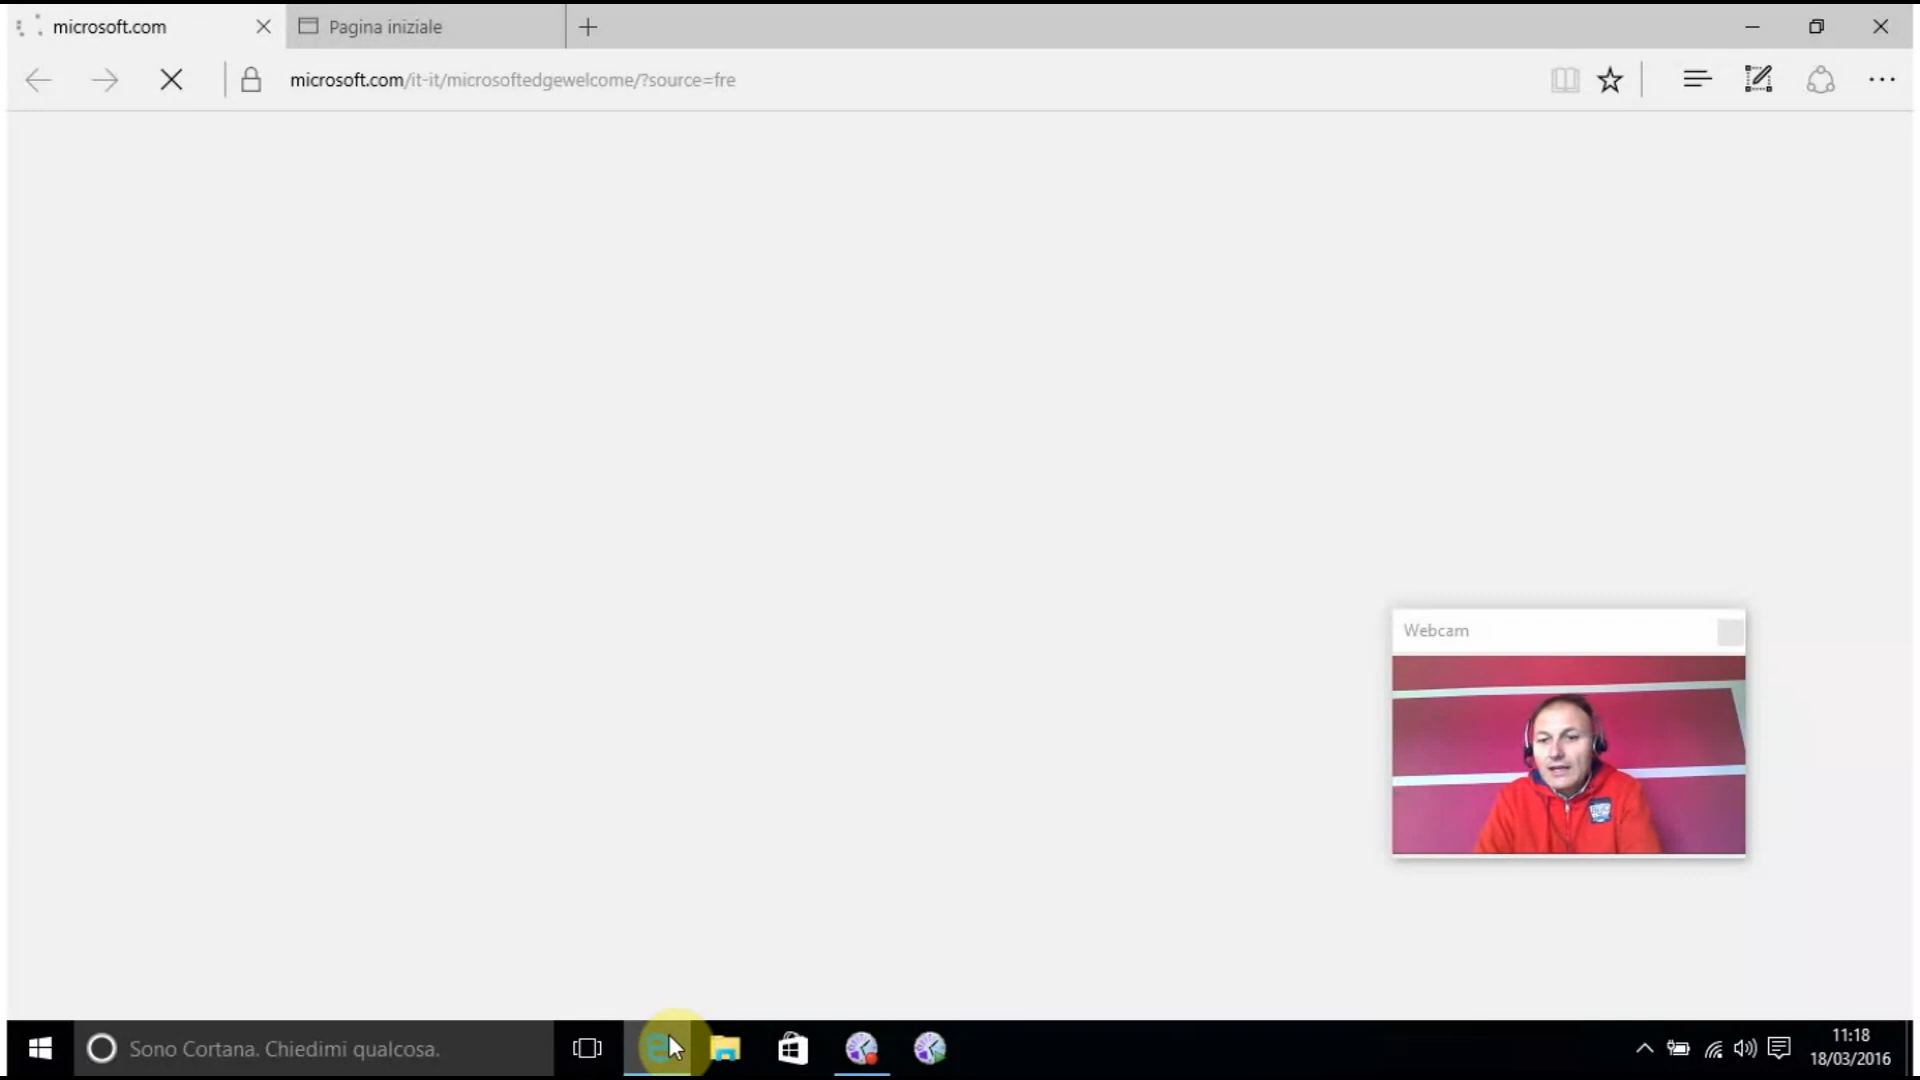 microsoft.com
Pagina iniziale
microsoft.com/it-it/microsoftedgewelcome/?source=fre
Webcam
Sono Cortana. Chiedimi qualcosa.
11:18
18/03/2016